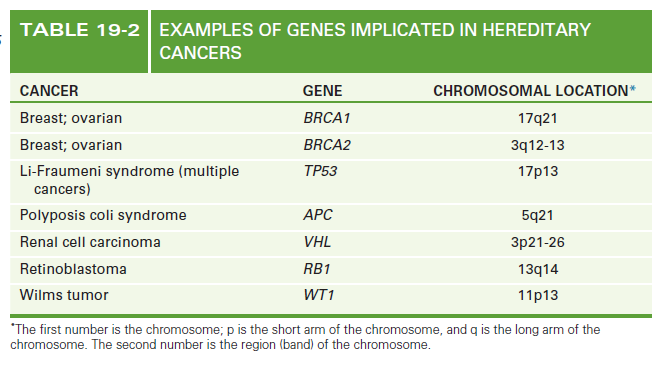 TABLE 19-2 EXAMPLES OF GENES IMPLICATED IN HEREDITARY
CANCERS
CANCER GENE CHROMOSOMAL LOCATION*
Breast; ovarian BRCA1 17q21
Breast; ovarian BRCA2 3q12-13
Li-Fraumeni syndrome (multiple TP53 17p13
cancers)
Polyposis coli syndrome APC 5q21
Renal cell carcinoma VHL 3p21-26
Retinoblastoma RB1 13q14
Wilms tumor WT1 11p13
*The first number is the chromosome; p is the short arm of the chromosome, and q is the long arm of the
chromosome. The second number is the region (band) of the chromosome.